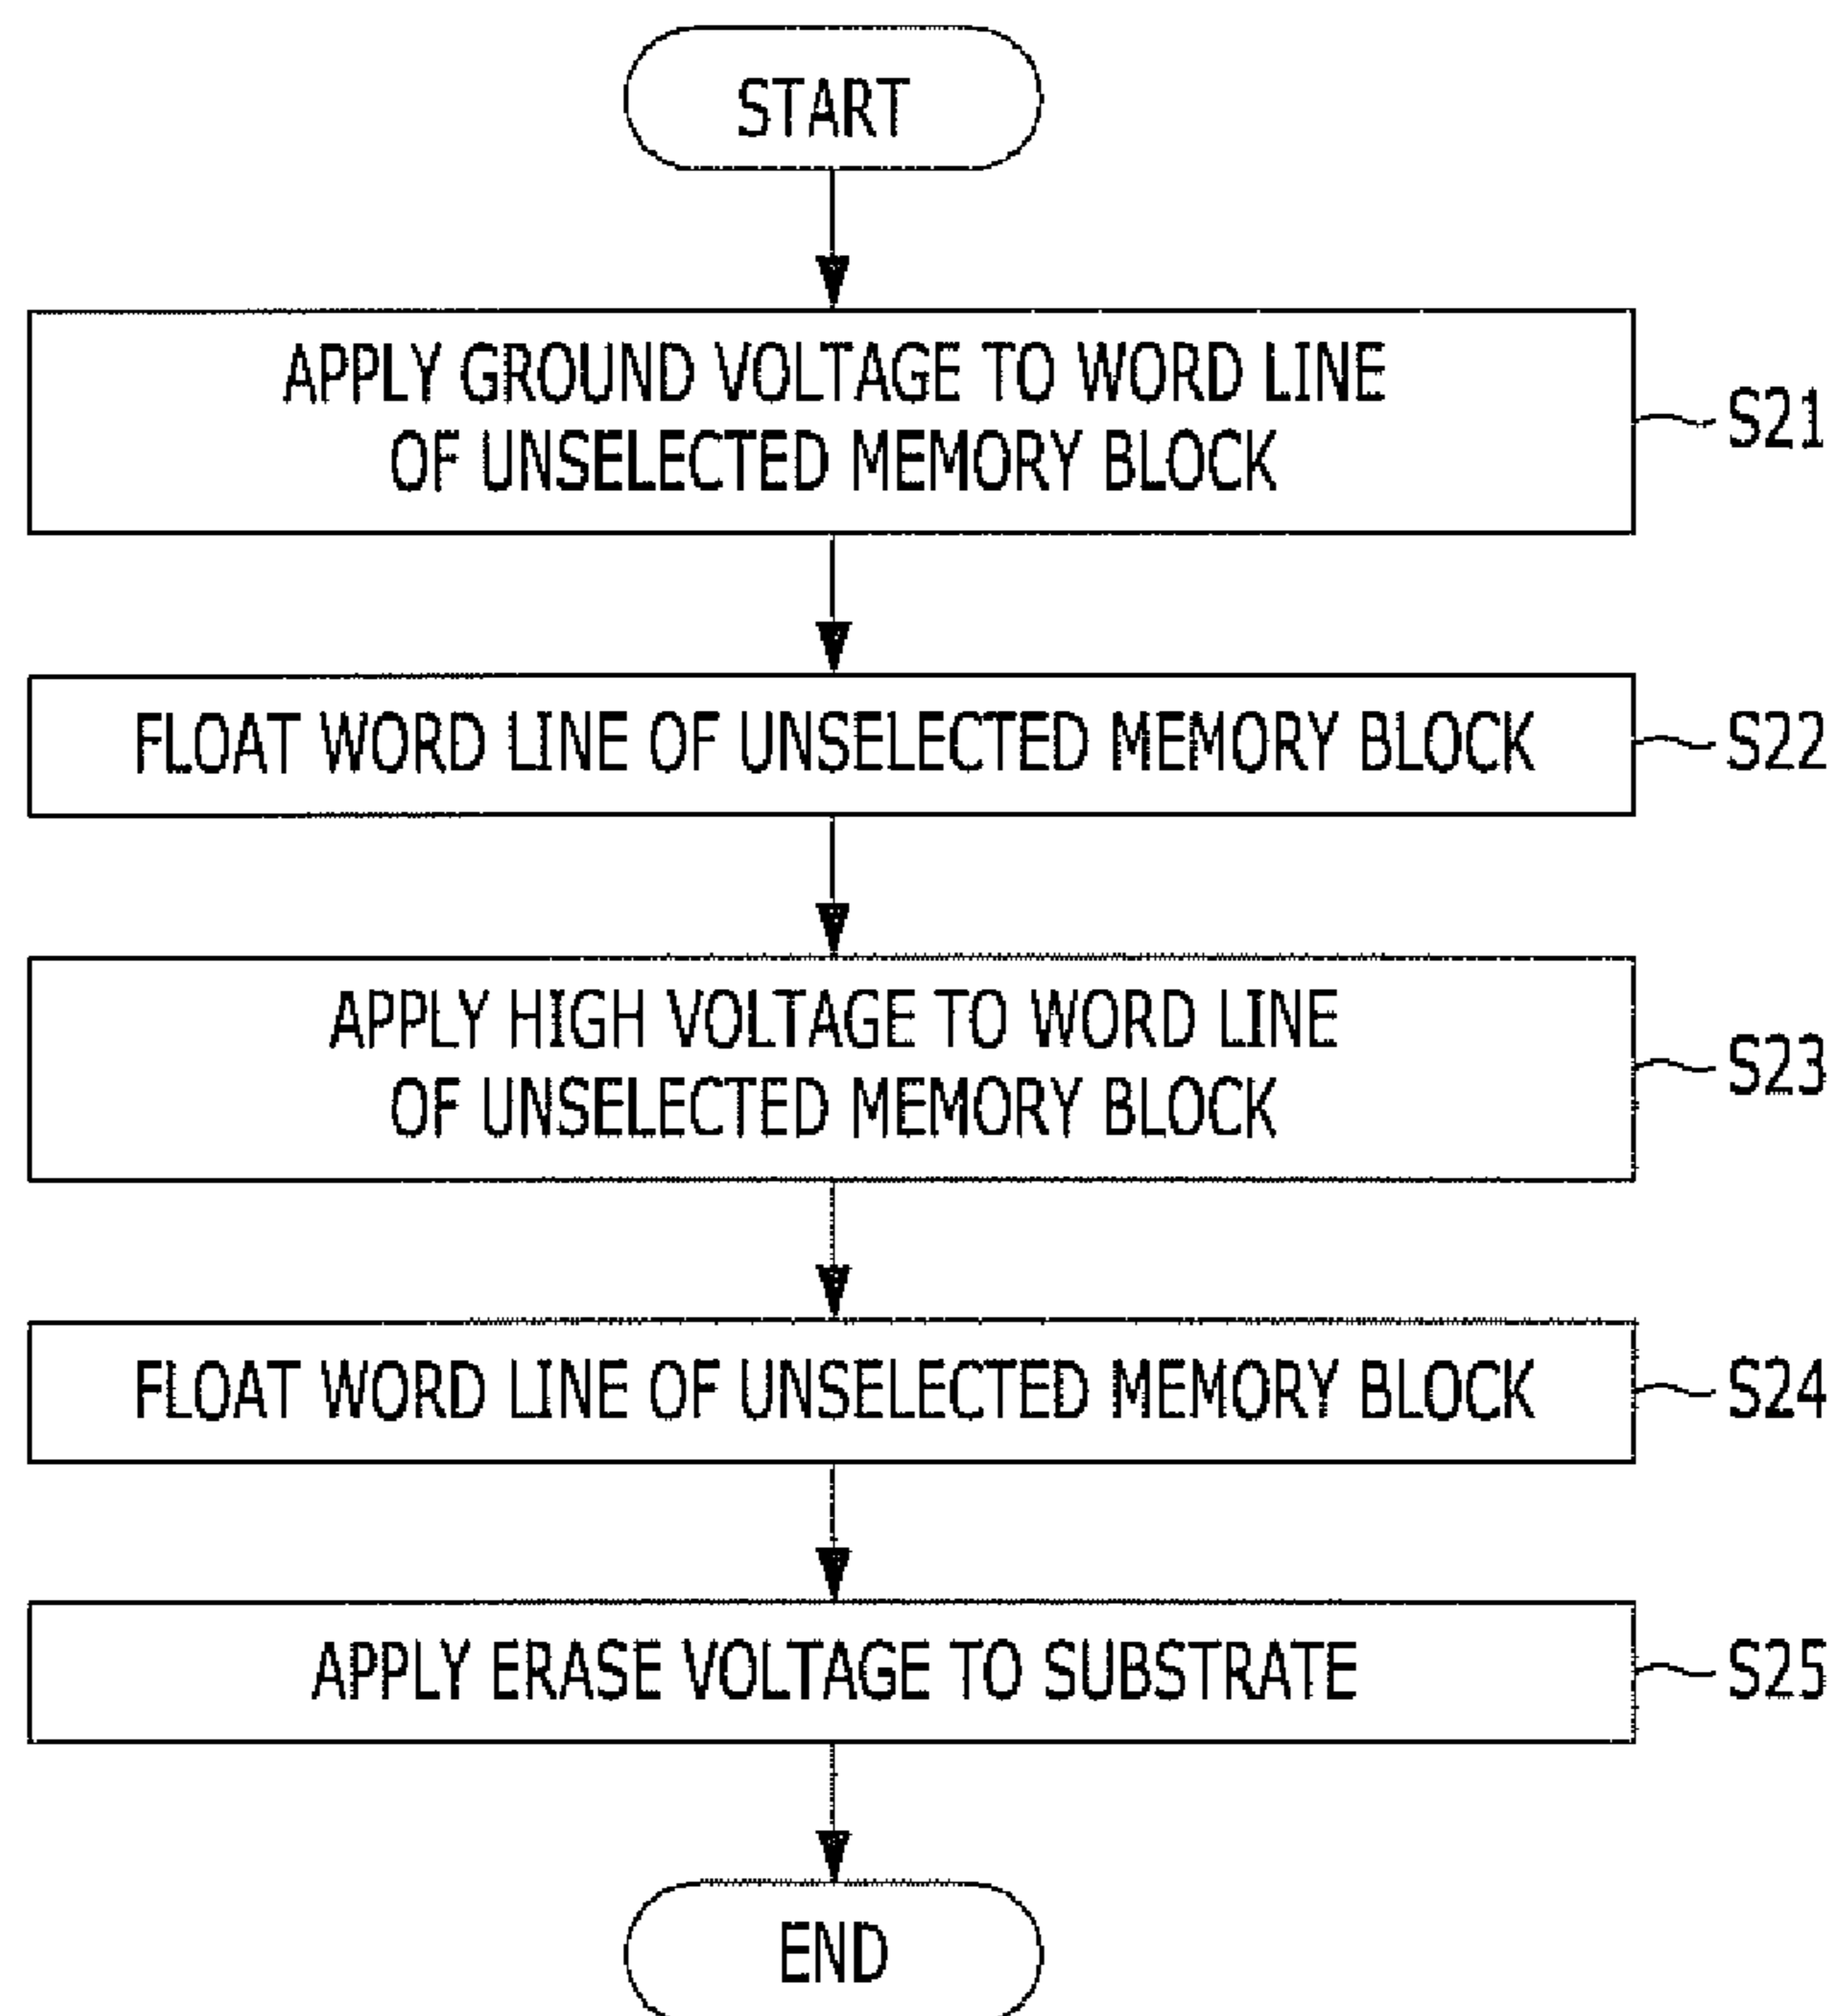 START
APPLY GROUND VOLTAGE TO WORD LINE
OF UNSELECTED MEMORY BLOCK
S21
FLOAT WORD LINE OF UNSELECTED MEMORY BLOCK
S22
APPLY HIGH VOLTAGE TO WORD LINE
OF UNSELECTED MEMORY BLOCK
S23
FLOAT WORD LINE OF UNSELECTED MEMORY BLOCK
S24
APPLY ERASE VOLTAGE TO SUBSTRATE
S25
END